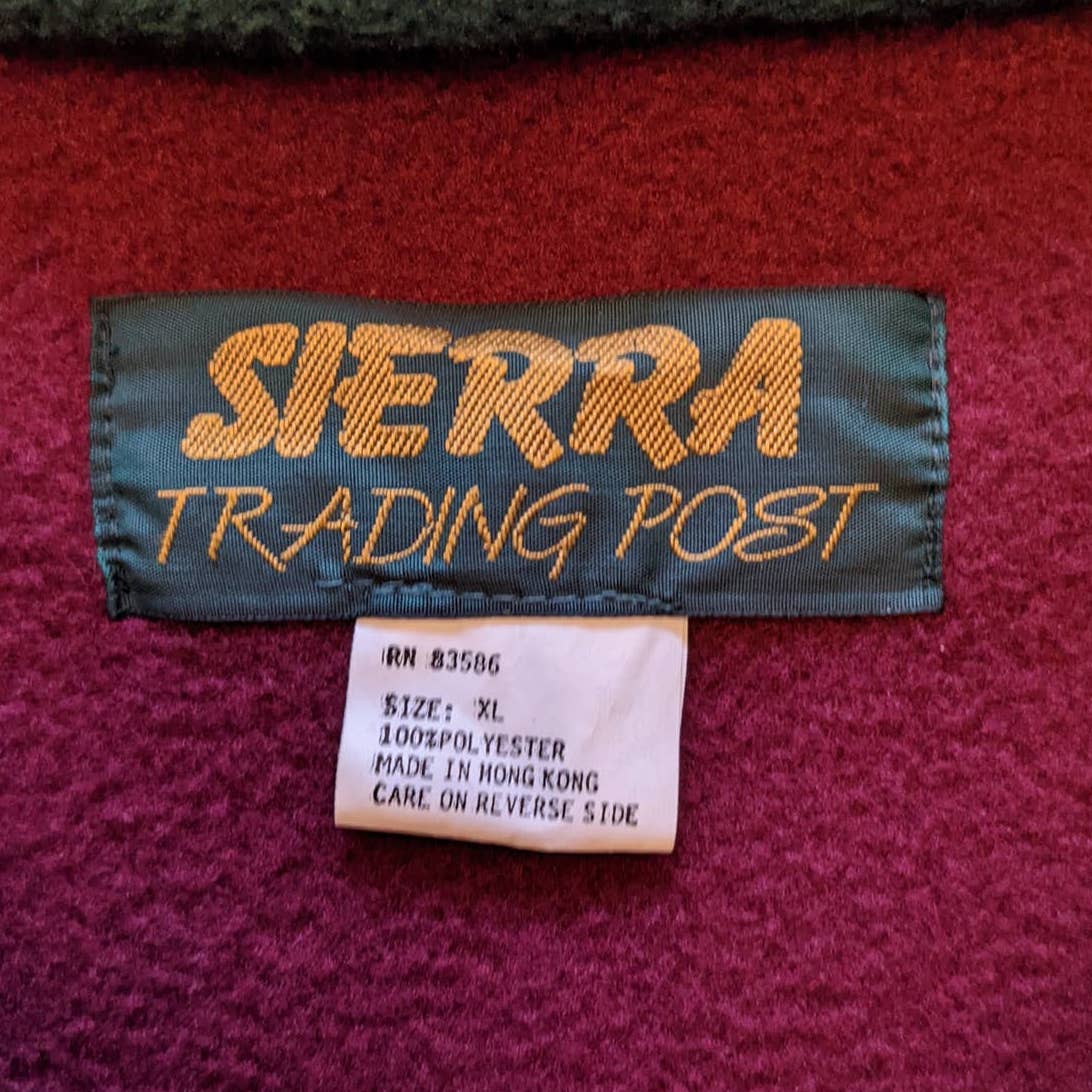 SIERRA
TRADING POST
RN 83586
SIZE: XL
100%POLYESTER
MADE IN HONG KONG
CARE ON REVERSE SIDE